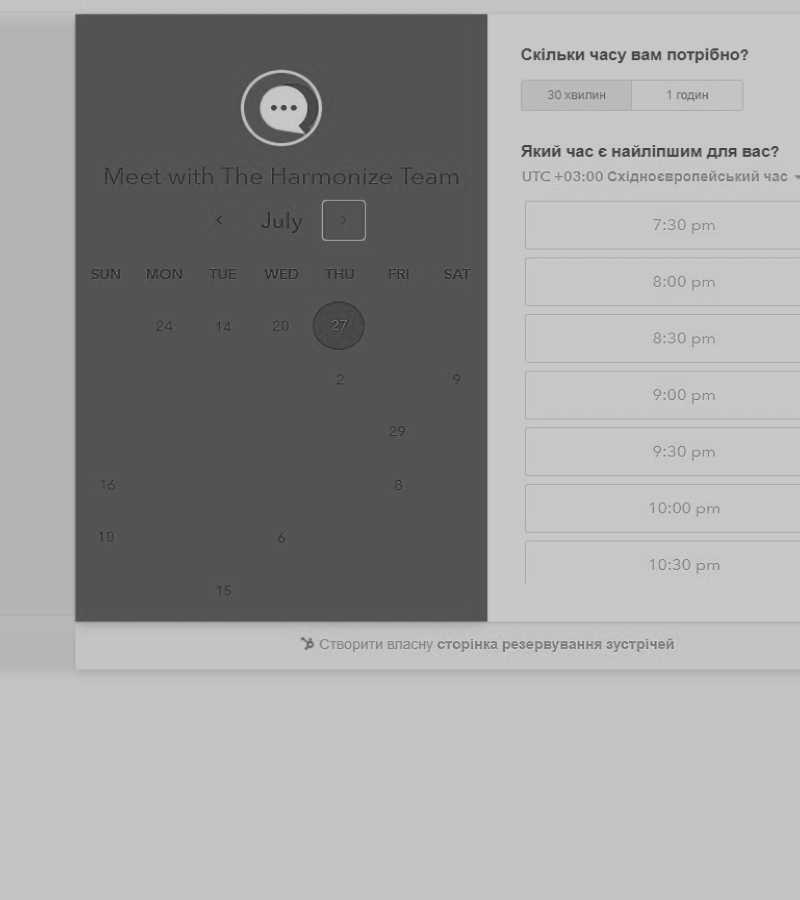 Meet with The Harmonize Team
July
SUN MON TUE WED THU FRI SAT
24 14 20 27
2 9
29
16 8
10 6
15
Скільки часу вам потрібно?
30 хвилин 1 годин
Який час є найліпшим для вас?
UTC +03:00 Східноєвропейський час
7:30 pm
8:00 pm
8:30 pm
9:00 pm
9:30 pm
10:00 pm
10:30 pm
Створити власну сторінка резервування зустрічей